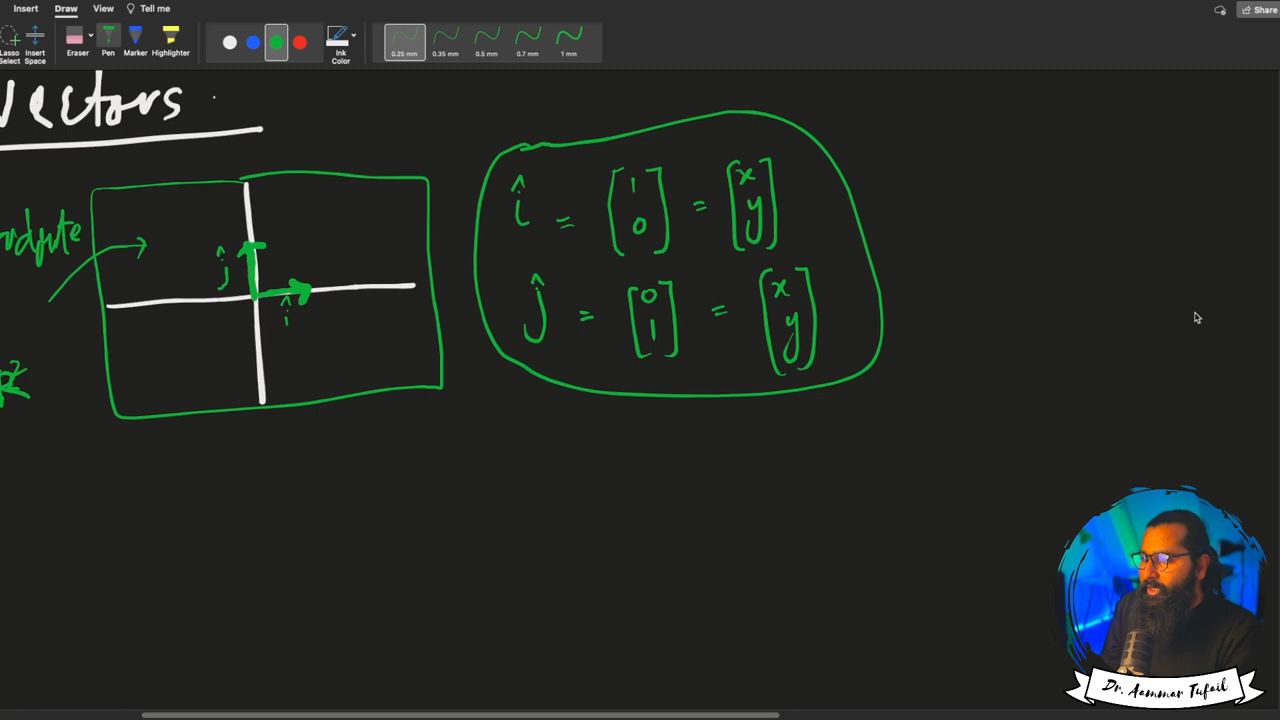 Insert Draw View Tell me Share
Lasso Select Insert Space Eraser Pen Marker Highlighter Ink Color 0.25 mm 0.35 mm 0.5 mm 0.7 mm 1 mm
Vectors
î = [1 0] = [x y]
ĵ
î
ĵ = [0 1] = [x y]
Dr. Aammar Tufail